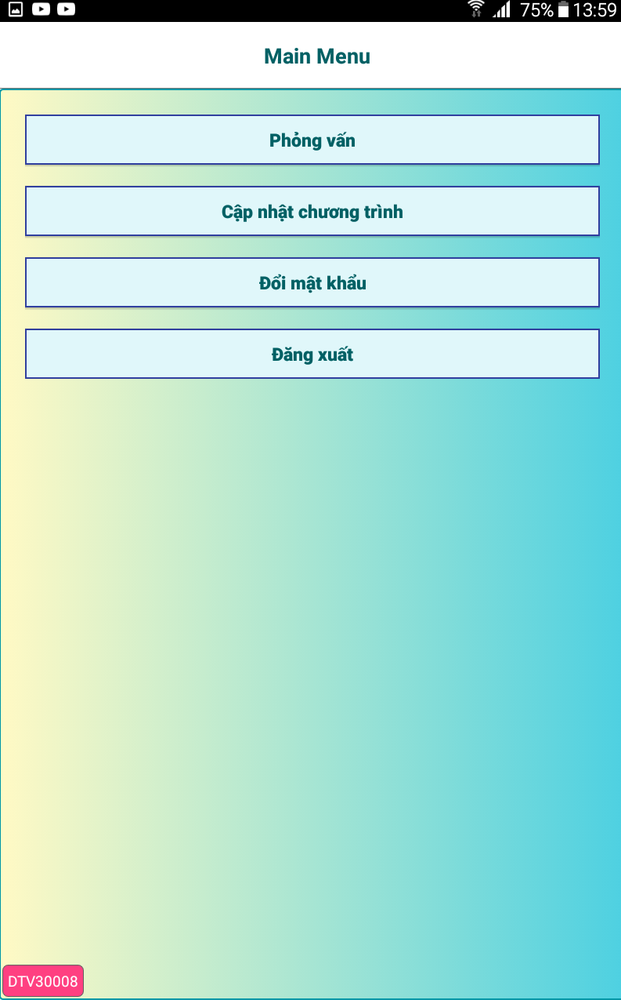 75% 13:59
Main Menu
Phỏng vấn
Cập nhật chương trình
Đổi mật khẩu
Đăng xuất
DTV30008